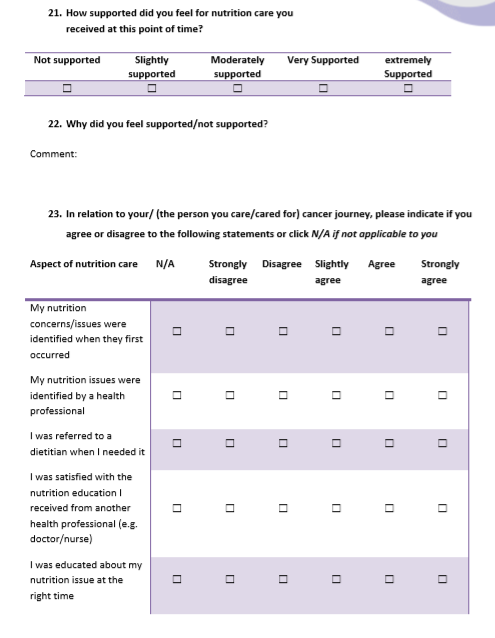 21. How supported did you feel for nutrition care you
received at this point of time?
Not supported Slightly supported Moderately supported Very Supported extremely Supported
☐ ☐ ☐ ☐ ☐
22. Why did you feel supported/not supported?
Comment:
23. In relation to your/ (the person you care/cared for) cancer journey, please indicate if you
agree or disagree to the following statements or click N/A if not applicable to you
Aspect of nutrition care N/A Strongly disagree Disagree Slightly agree Agree Strongly agree
My nutrition
concerns/issues were
identified when they first
occurred
☐ ☐ ☐ ☐ ☐ ☐
My nutrition issues were
identified by a health
professional
☐ ☐ ☐ ☐ ☐ ☐
I was referred to a
dietitian when I needed it
☐ ☐ ☐ ☐ ☐ ☐
I was satisfied with the
nutrition education I
received from another
health professional (e.g.
doctor/nurse)
☐ ☐ ☐ ☐ ☐ ☐
I was educated about my
nutrition issue at the
right time
☐ ☐ ☐ ☐ ☐ ☐